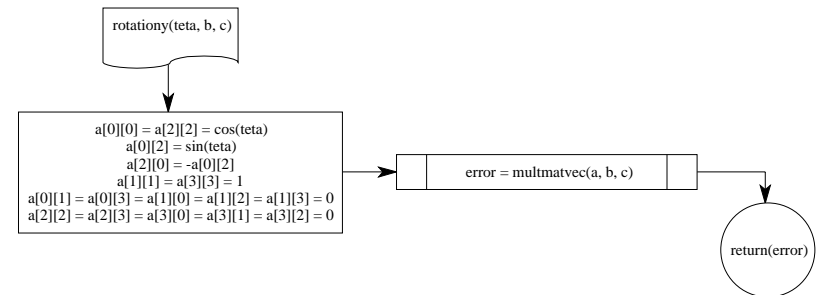 rotationy(teta, b, c)
a[0][0] = a[2][2] = cos(teta)
a[0][2] = sin(teta)
a[2][0] = -a[0][2]
a[1][1] = a[3][3] = 1
a[0][1] = a[0][3] = a[1][0] = a[1][2] = a[1][3] = 0
a[2][2] = a[2][3] = a[3][0] = a[3][1] = a[3][2] = 0
error = multmatvec(a, b, c)
return(error)